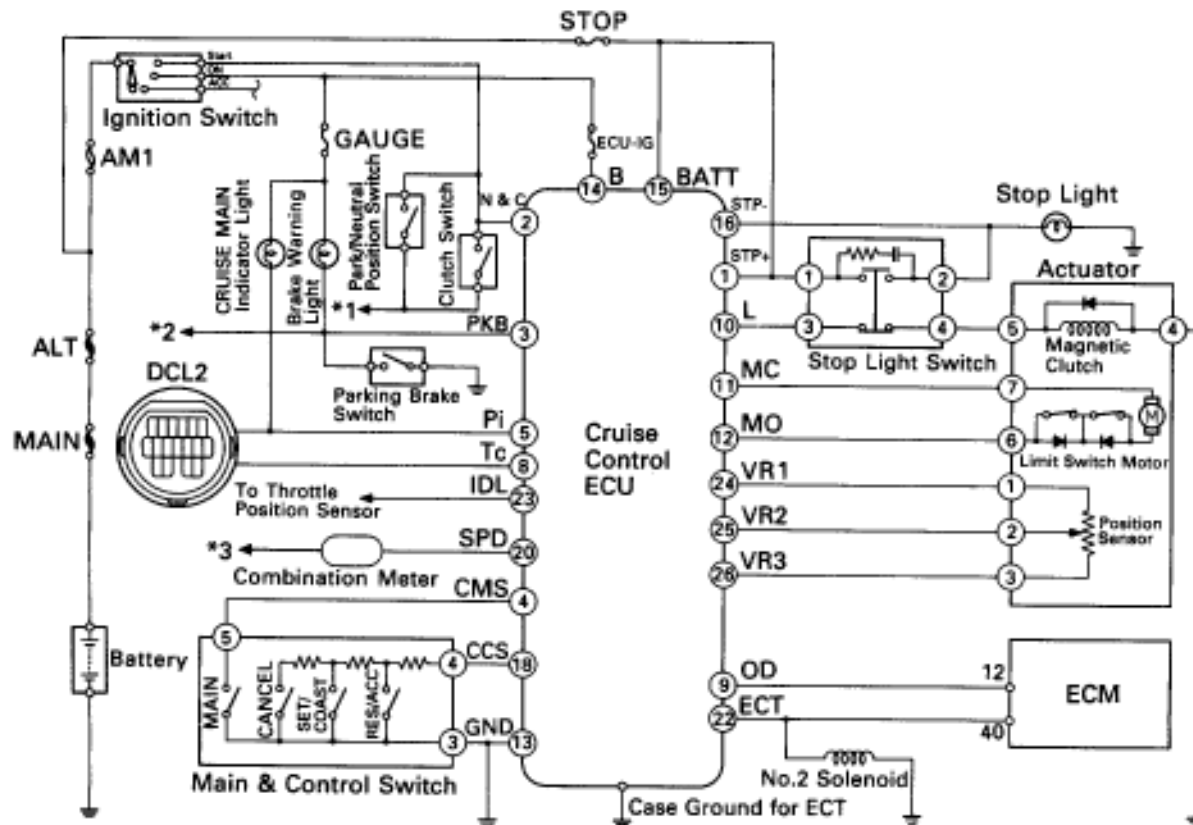 STOP
Start
ON
ACC
Ignition Switch
AM1
GAUGE
ECU-IG
14
B
15
BATT
CRUISE MAIN
Indicator Light
Brake Warning
Light
Park/Neutral
Position Switch
Clutch Switch
N & C
2
STP-
16
Stop Light
STP+
1
1
2
Actuator
*1
*2
PKB
3
L
10
3
4
5
4
Magnetic
Clutch
Stop Light Switch
ALT
DCL2
Parking Brake
Switch
MC
11
7
M
MAIN
Pi
5
Cruise
Control
ECU
MO
12
6
Limit Switch Motor
Tc
8
VR1
24
1
To Throttle
Position Sensor
IDL
23
VR2
25
2
Position
Sensor
*3
SPD
20
Combination Meter
VR3
26
3
CMS
4
5
Battery
CCS
4
18
MAIN
CANCEL
SET/
COAST
RES/ACC
OD
9
12
ECM
ECT
22
40
3
GND
13
Main & Control Switch
No.2 Solenoid
Case Ground for ECT